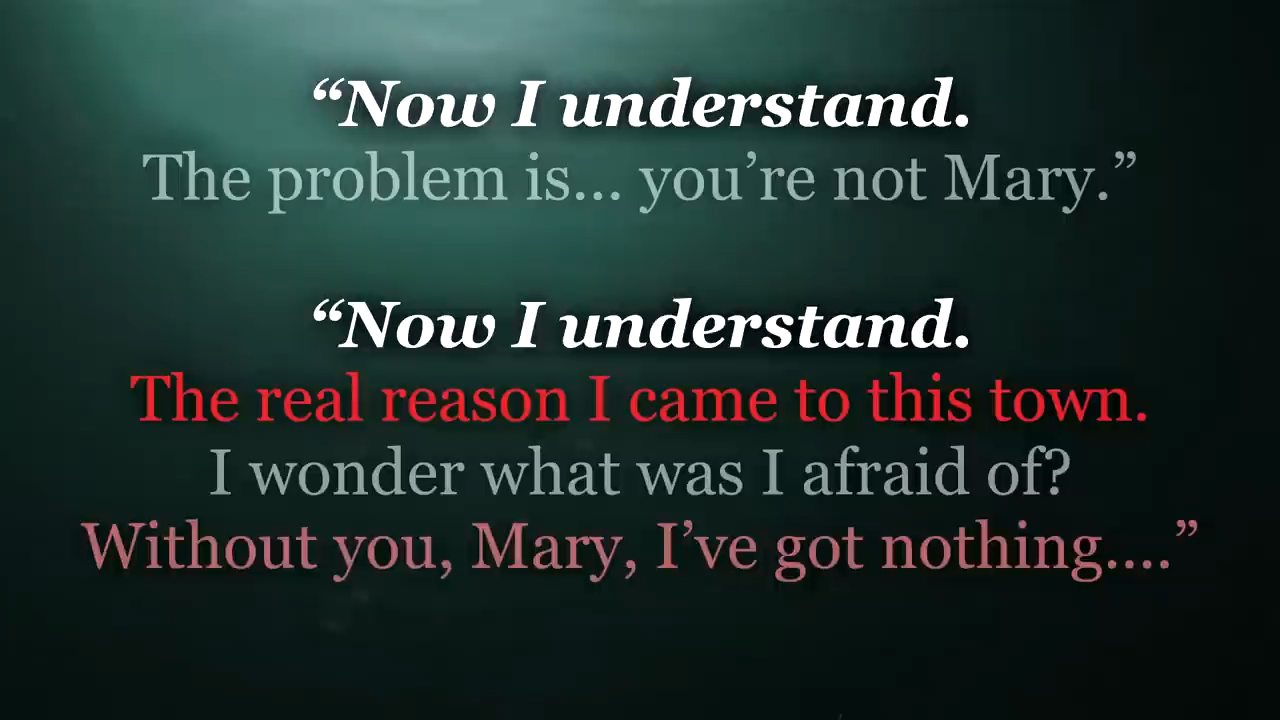 “Now I understand.
The problem is... you’re not Mary.”
“Now I understand.
The real reason I came to this town.
I wonder what was I afraid of?
Without you, Mary, I’ve got nothing....”